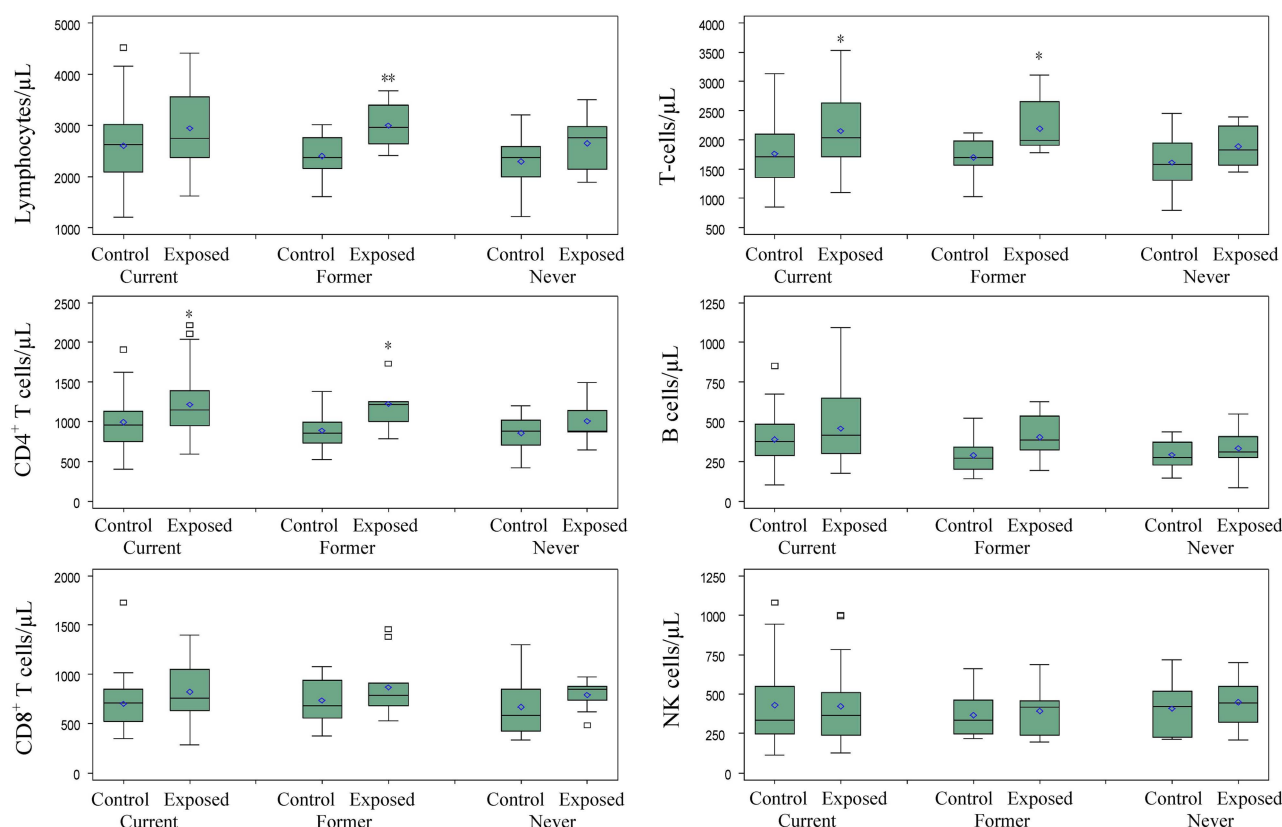 Lymphocytes/µL
5000
4000
3000
2000
1000
**
Control Exposed Control Exposed Control Exposed
Current Former Never
T-cells/µL
4000
3500
3000
2500
2000
1500
1000
500
* *
Control Exposed Control Exposed Control Exposed
Current Former Never
CD4+ T cells/µL
2500
2000
1500
1000
500
0
* *
Control Exposed Control Exposed Control Exposed
Current Former Never
B cells/µL
1250
1000
750
500
250
0
Control Exposed Control Exposed Control Exposed
Current Former Never
CD8+ T cells/µL
2000
1500
1000
500
0
Control Exposed Control Exposed Control Exposed
Current Former Never
NK cells/µL
1250
1000
750
500
250
0
Control Exposed Control Exposed Control Exposed
Current Former Never